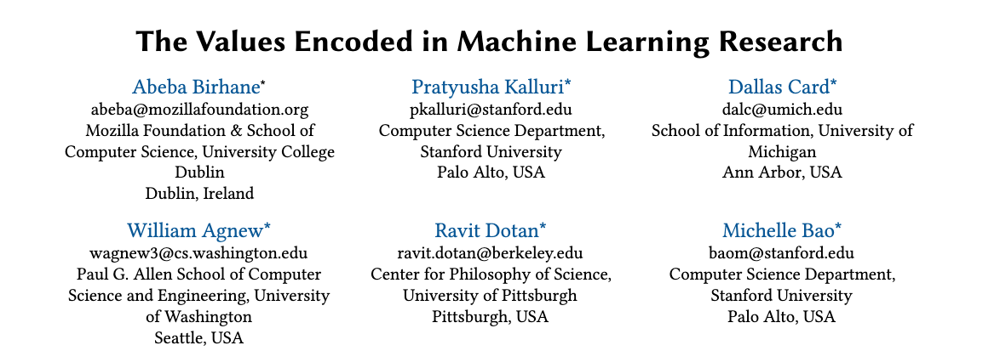 The Values Encoded in Machine Learning Research
Abeba Birhane*
abeba@mozillafoundation.org
Mozilla Foundation & School of
Computer Science, University College
Dublin
Dublin, Ireland
Pratyusha Kalluri*
pkalluri@stanford.edu
Computer Science Department,
Stanford University
Palo Alto, USA
Dallas Card*
dalc@umich.edu
School of Information, University of
Michigan
Ann Arbor, USA
William Agnew*
wagnew3@cs.washington.edu
Paul G. Allen School of Computer
Science and Engineering, University
of Washington
Seattle, USA
Ravit Dotan*
ravit.dotan@berkeley.edu
Center for Philosophy of Science,
University of Pittsburgh
Pittsburgh, USA
Michelle Bao*
baom@stanford.edu
Computer Science Department,
Stanford University
Palo Alto, USA